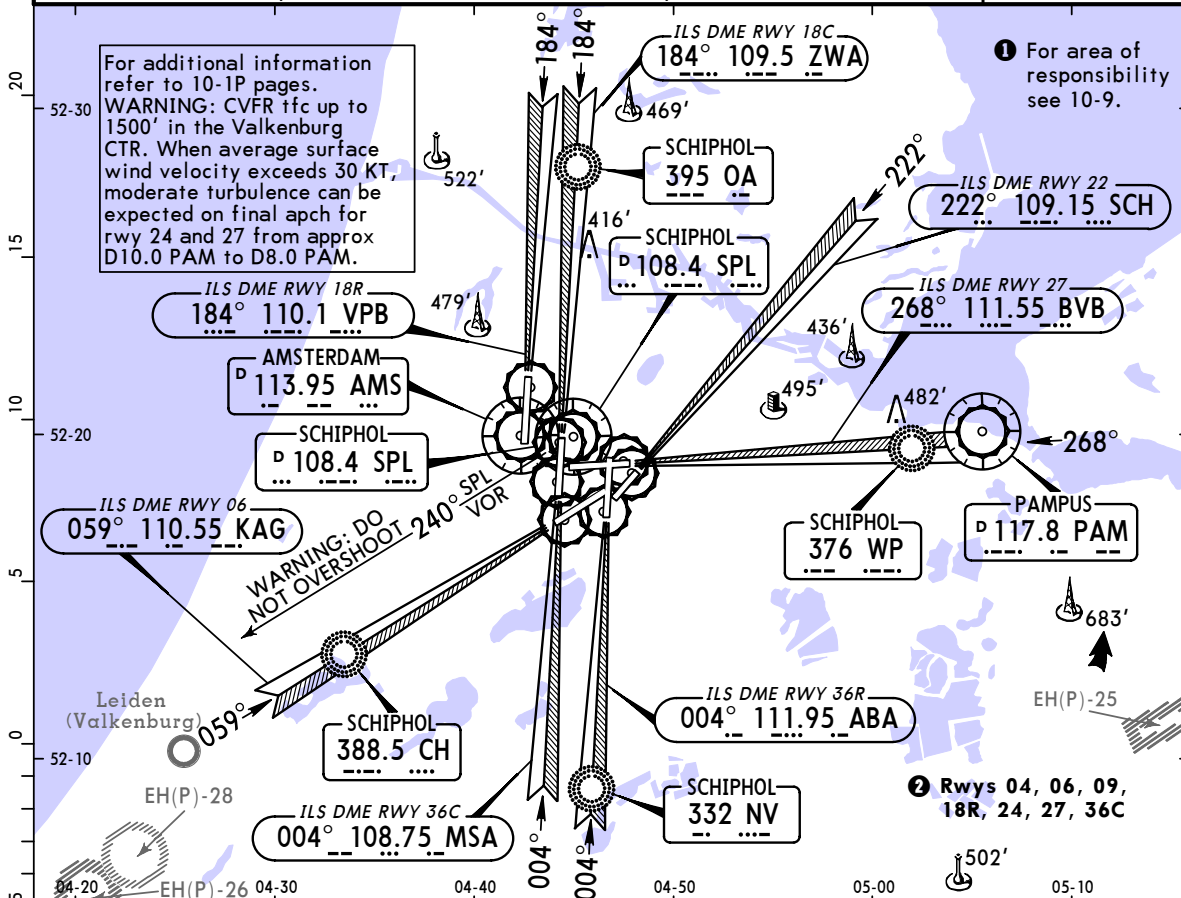 184°
184°
ILS DME RWY 18C
184° 109.5 ZWA
❶ For area of
responsibility
see 10-9.
For additional information
refer to 10-1P pages.
WARNING: CVFR tfc up to
1500' in the Valkenburg
CTR. When average surface
wind velocity exceeds 30 KT,
moderate turbulence can be
expected on final apch for
rwy 24 and 27 from approx
D10.0 PAM to D8.0 PAM.
20
52-30
469'
522'
SCHIPHOL
395 OA
222°
ILS DME RWY 22
222° 109.15 SCH
416'
SCHIPHOL
D 108.4 SPL
15
ILS DME RWY 18R
184° 110.1 VPB
479'
ILS DME RWY 27
268° 111.55 BVB
436'
AMSTERDAM
D 113.95 AMS
495'
482'
10
52-20
268°
SCHIPHOL
D 108.4 SPL
WARNING: DO
NOT OVERSHOOT 240° SPL
VOR
ILS DME RWY 06
059° 110.55 KAG
SCHIPHOL
376 WP
PAMPUS
D 117.8 PAM
5
683'
Leiden
(Valkenburg)
059°
SCHIPHOL
388.5 CH
ILS DME RWY 36R
004° 111.95 ABA
EH(P)-25
0
52-10
EH(P)-28
ILS DME RWY 36C
004° 108.75 MSA
SCHIPHOL
332 NV
❷ Rwys 04, 06, 09,
18R, 24, 27, 36C
004°
004°
502'
EH(P)-26
5
04-20
04-30
04-40
04-50
05-00
05-10